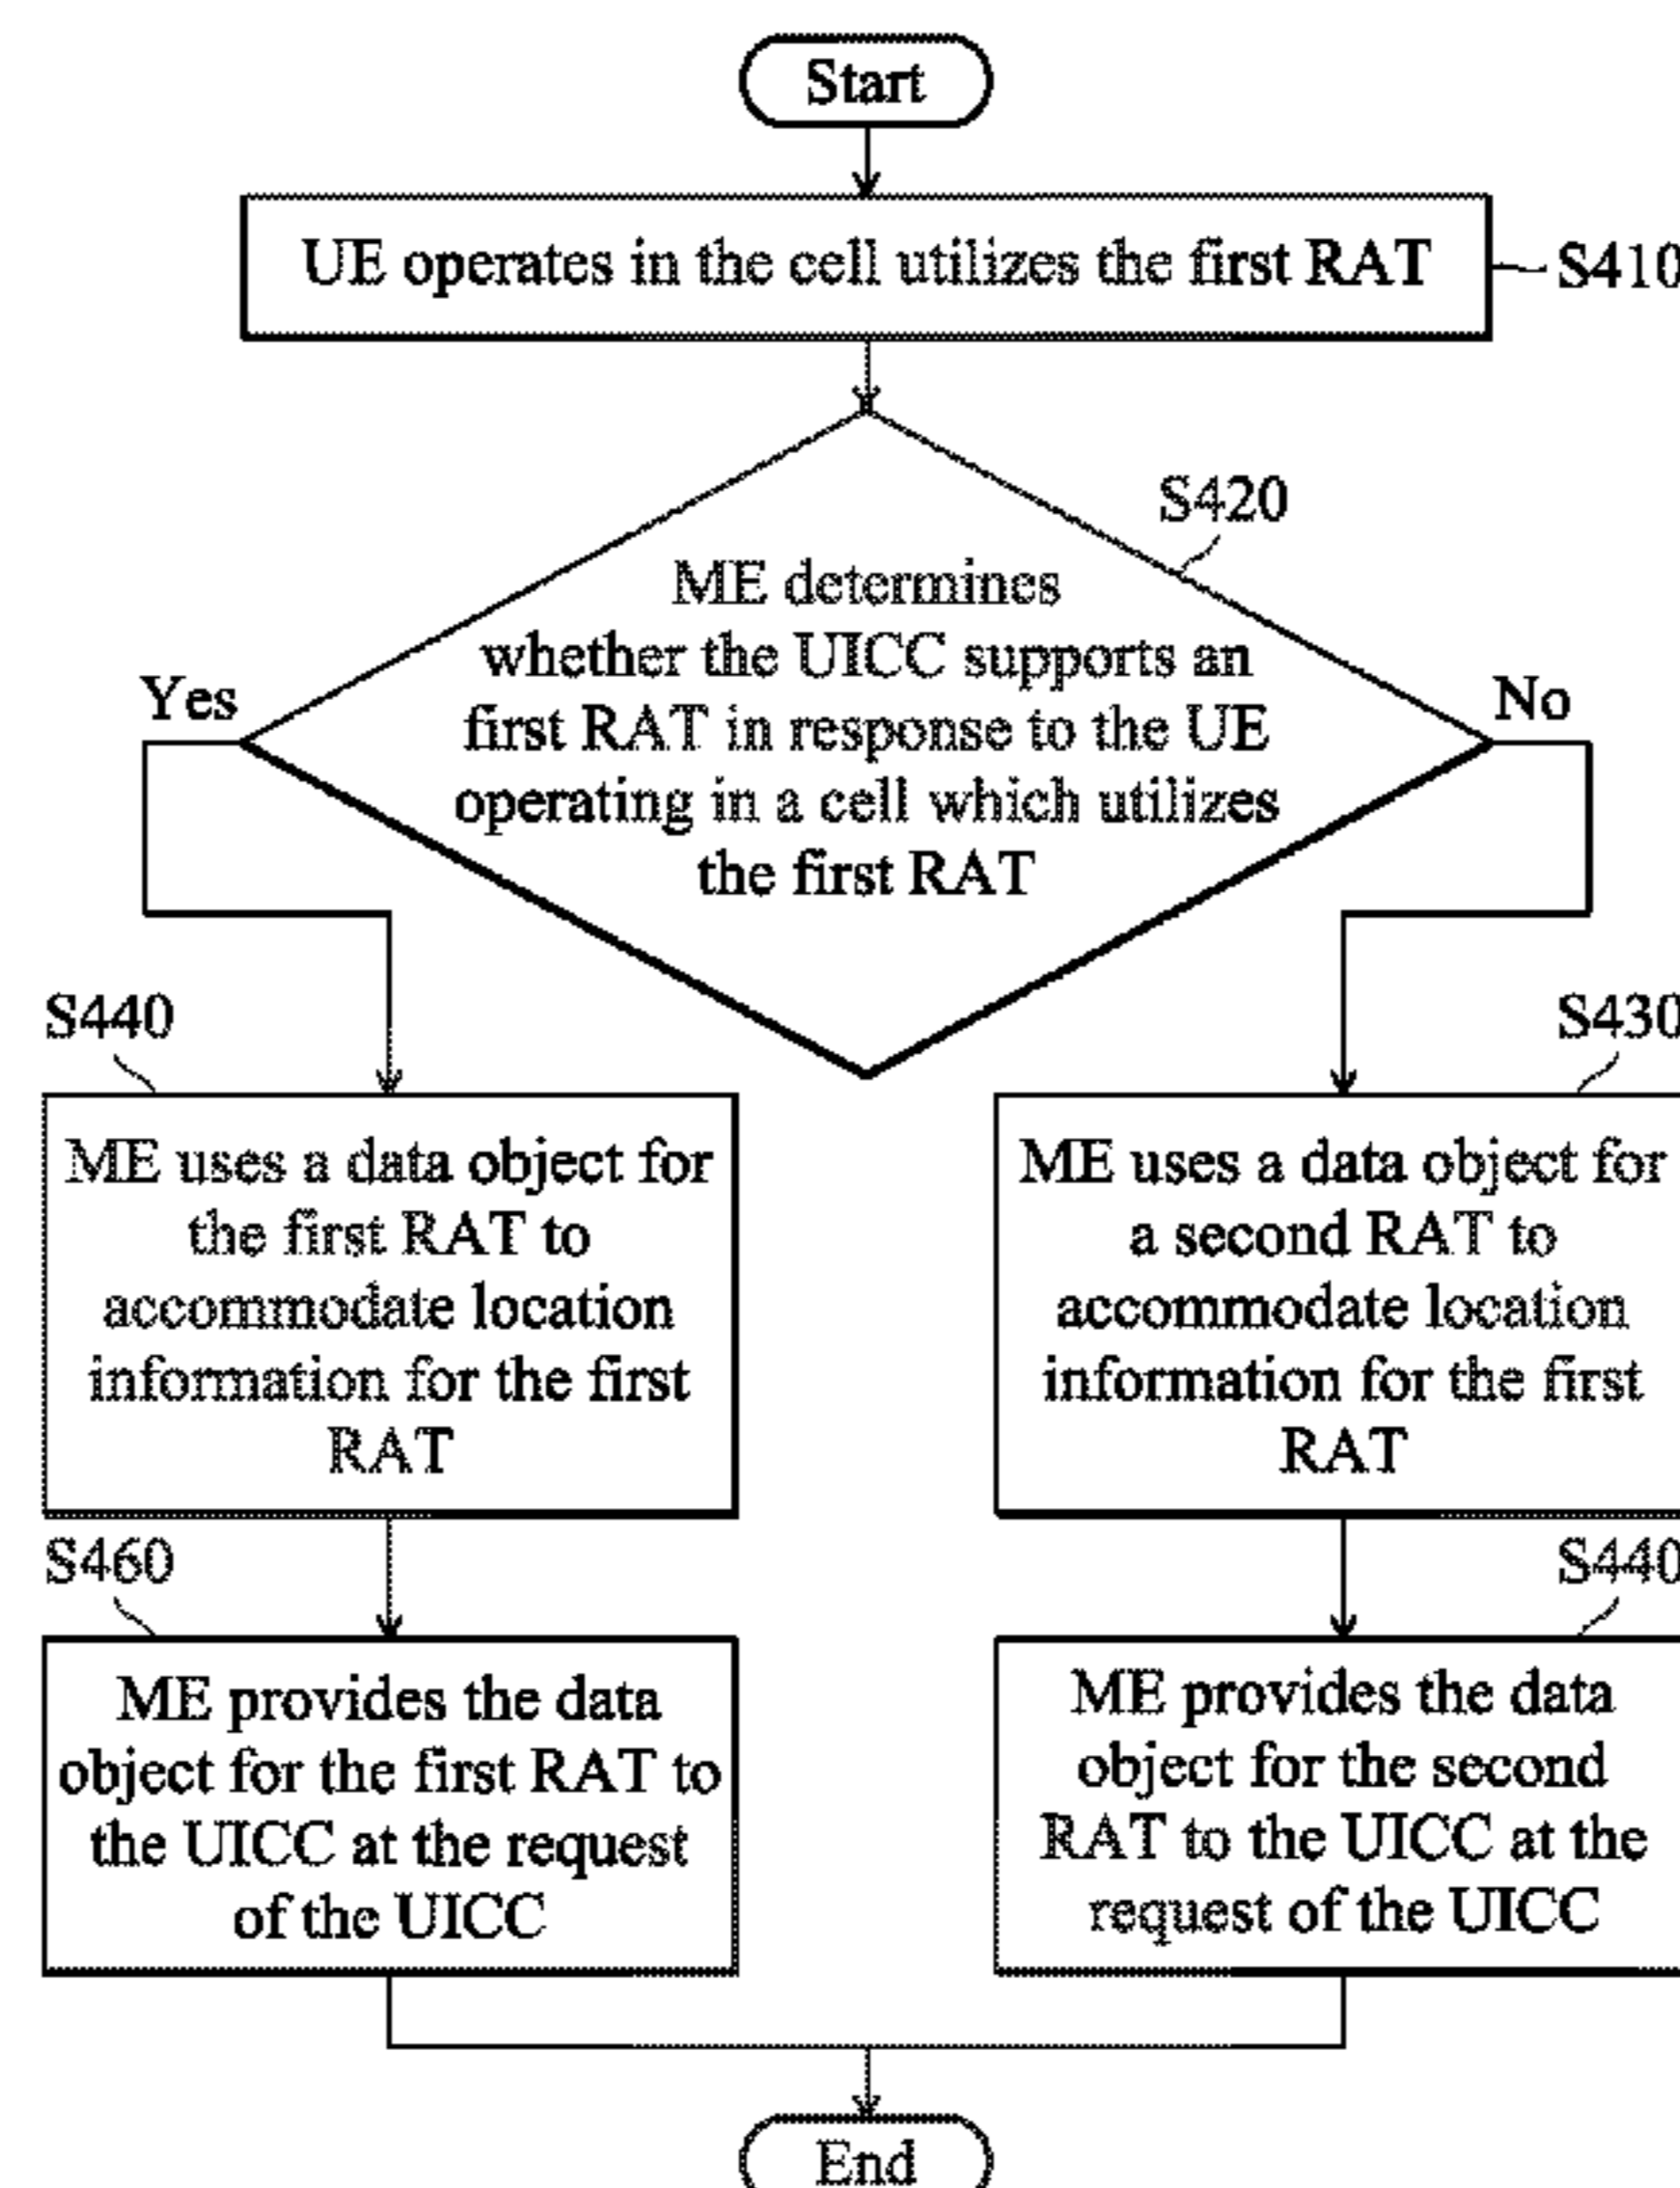 Start
UE operates in the cell utilizes the first RAT
S410
S420
ME determines
whether the UICC supports an
first RAT in response to the UE
operating in a cell which utilizes
the first RAT
Yes
No
S440
ME uses a data object for
the first RAT to
accommodate location
information for the first
RAT
S430
ME uses a data object for
a second RAT to
accommodate location
information for the first
RAT
S460
ME provides the data
object for the first RAT to
the UICC at the request
of the UICC
S440
ME provides the data
object for the second
RAT to the UICC at the
request of the UICC
End